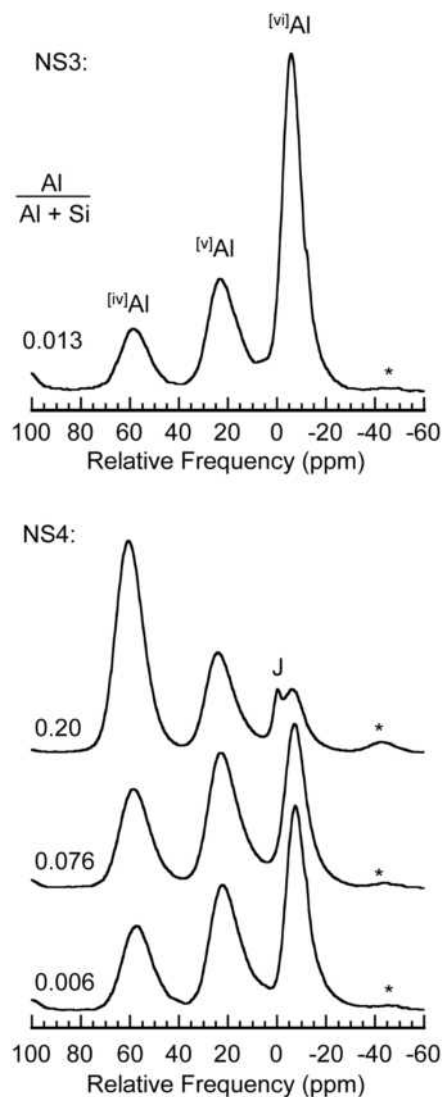 [vi]Al
NS3:
Al
Al + Si
[v]Al
[iv]Al
0.013
*
100 80 60 40 20 0 -20 -40 -60
Relative Frequency (ppm)
NS4:
J
0.20
*
0.076
*
0.006
*
100 80 60 40 20 0 -20 -40 -60
Relative Frequency (ppm)